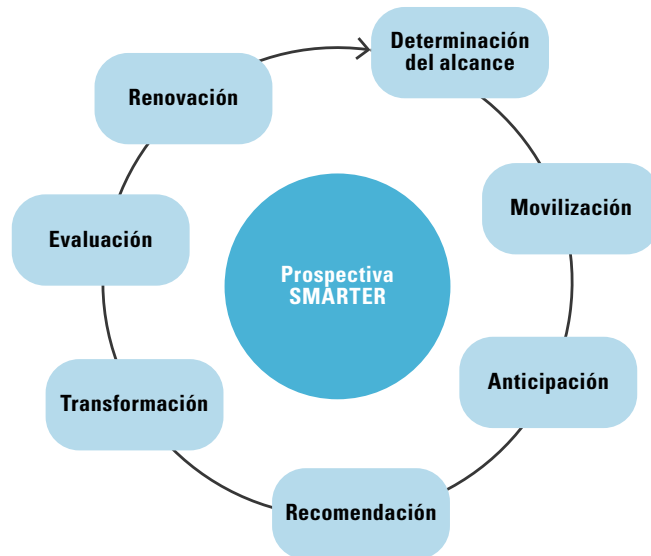 Determinación
del alcance
Movilización
Anticipación
Recomendación
Transformación
Evaluación
Renovación
Prospectiva
SMARTER